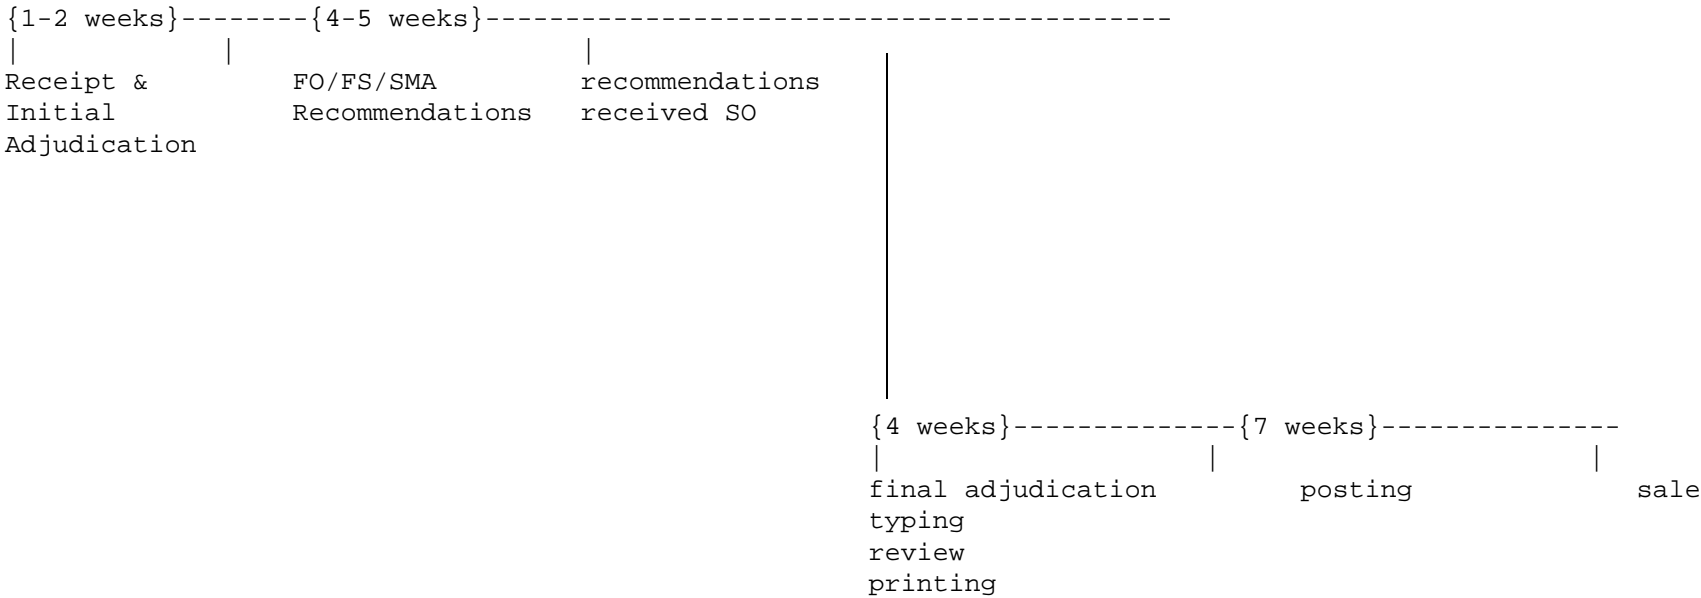 {1-2 weeks}--------{4-5 weeks}-------------------------------------------
| | |
Receipt & FO/FS/SMA recommendations
Initial Recommendations received SO
Adjudication
{4 weeks}--------------{7 weeks}---------------
| | |
final adjudication posting sale
typing
review
printing